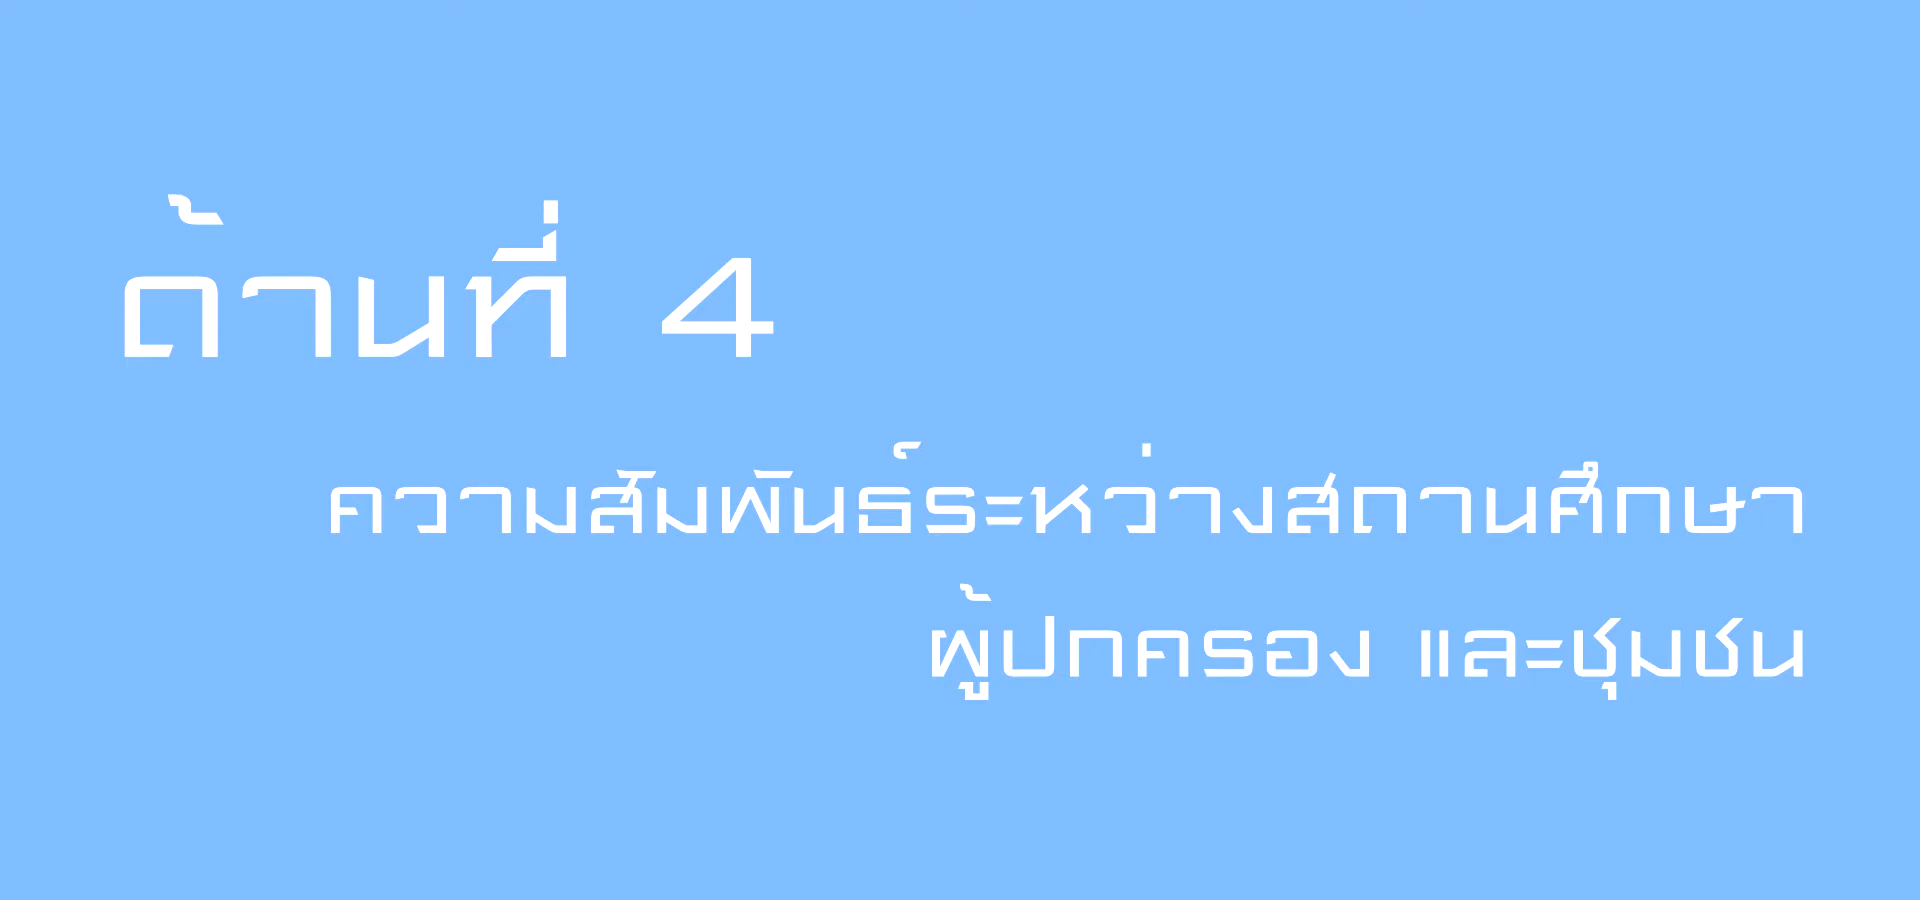 ด้านที่ 4
ความสัมพันธ์ระหว่างสถานศึกษา
ผู้ปกครอง และชุมชน